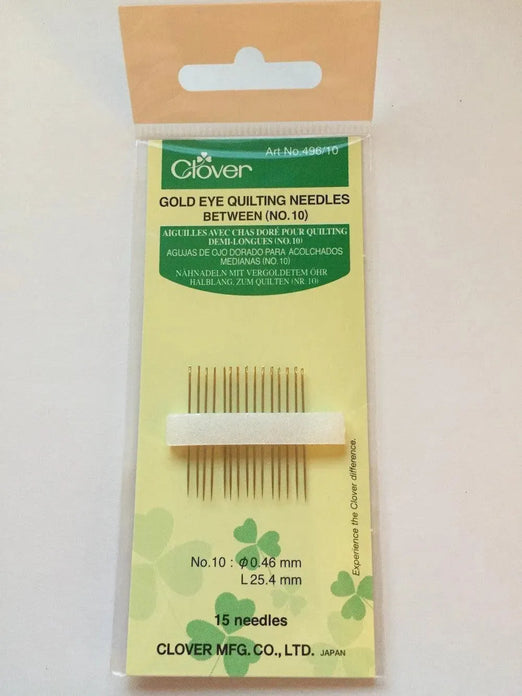 Art No.496/10
Clover
GOLD EYE QUILTING NEEDLES
BETWEEN (NO.10)
AIGUILLES AVEC CHAS DORÉ POUR QUILTING
DEMI-LONGUES (NO.10)
AGUJAS DE OJO DORADO PARA ACOLCHADOS
MEDIANAS (NO.10)
NÄHNADELN MIT VERGOLDETEM ÖHR
HALBLANG, ZUM QUILTEN (NR.10)
Experience the Clover difference.
No.10 : φ0.46 mm
L25.4 mm
15 needles
CLOVER MFG.CO.,LTD. JAPAN